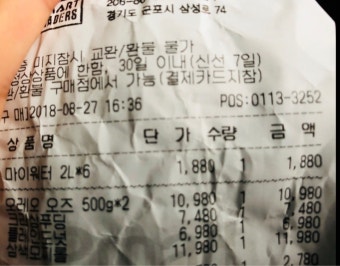 MART
ADERS
206-86
경기도 군포시 삼성로 74
미지참시, 교환/환불 불가
상상품에 한함, 30일 이내(신선 7일)
환불 구매점에서 가능(결제카드지참)
구 매]2018-08-27 16:36 POS:0113-3252
상 품 명 단 가 수량 금 액
마이워터 2L*6 1,880 1 1,880
오레오 오즈 500g*2 10,980 1 10,980
7,480 1 7,480
6,980 1 6,980
11,980 1 11,980
2,780